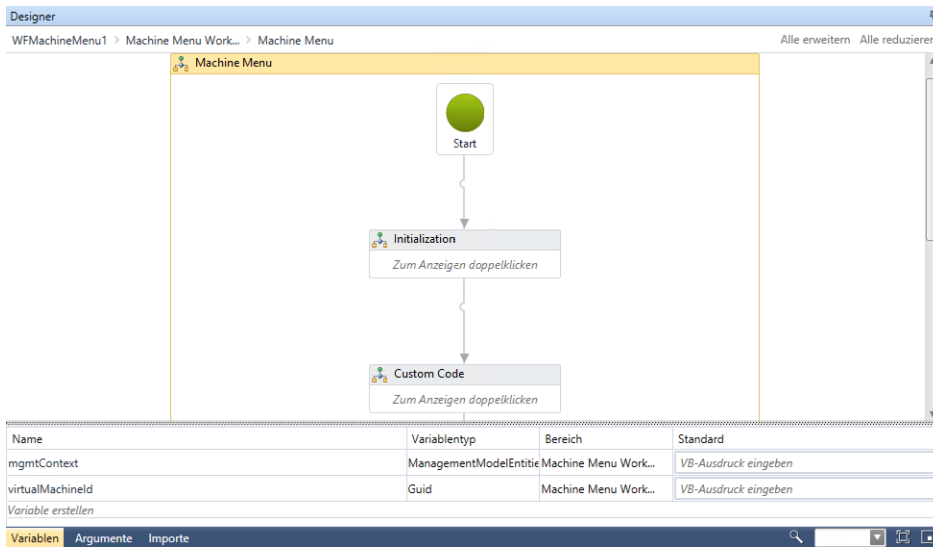 Designer
WFMachineMenu1 > Machine Menu Work... > Machine Menu Alle erweitern Alle reduzieren
Machine Menu
Start
Initialization
Zum Anzeigen doppelklicken
Custom Code
Zum Anzeigen doppelklicken
Name Variablentyp Bereich Standard
mgmtContext ManagementModelEntitie Machine Menu Work... VB-Ausdruck eingeben
virtualMachineId Guid Machine Menu Work... VB-Ausdruck eingeben
Variable erstellen
Variablen Argumente Importe